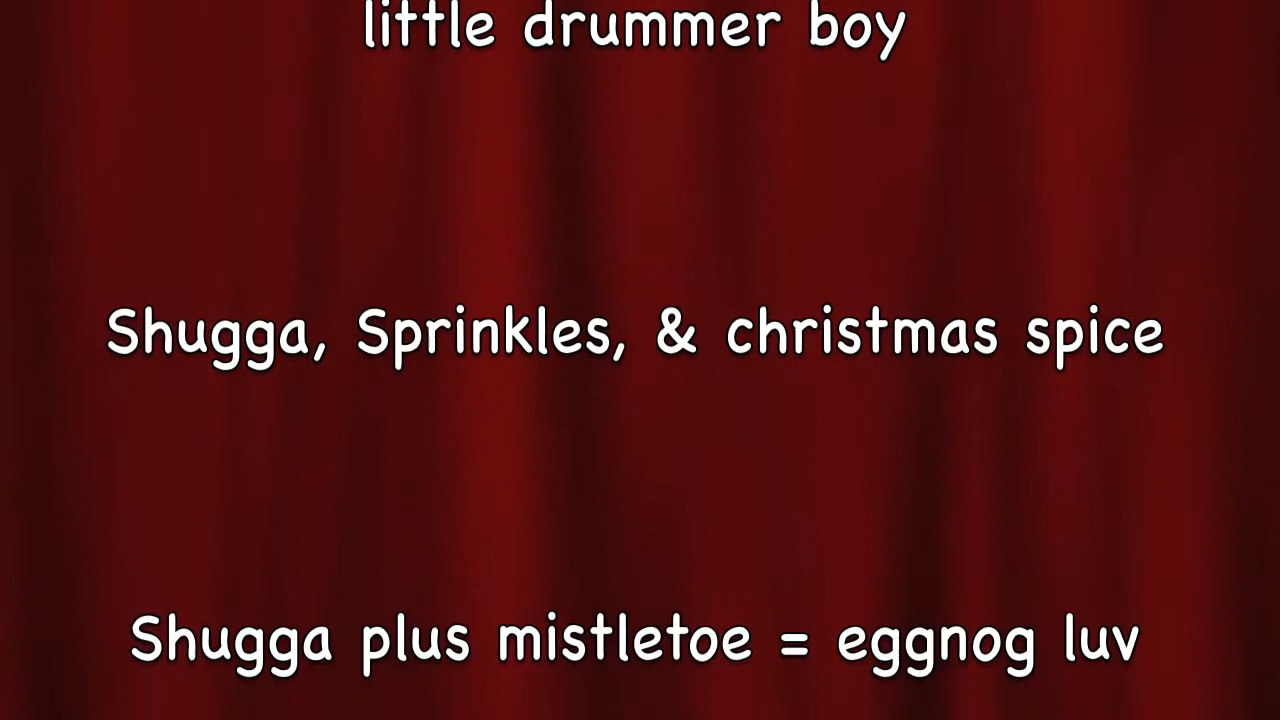 little drummer boy
Shugga, Sprinkles, & christmas spice
Shugga plus mistletoe = eggnog luv